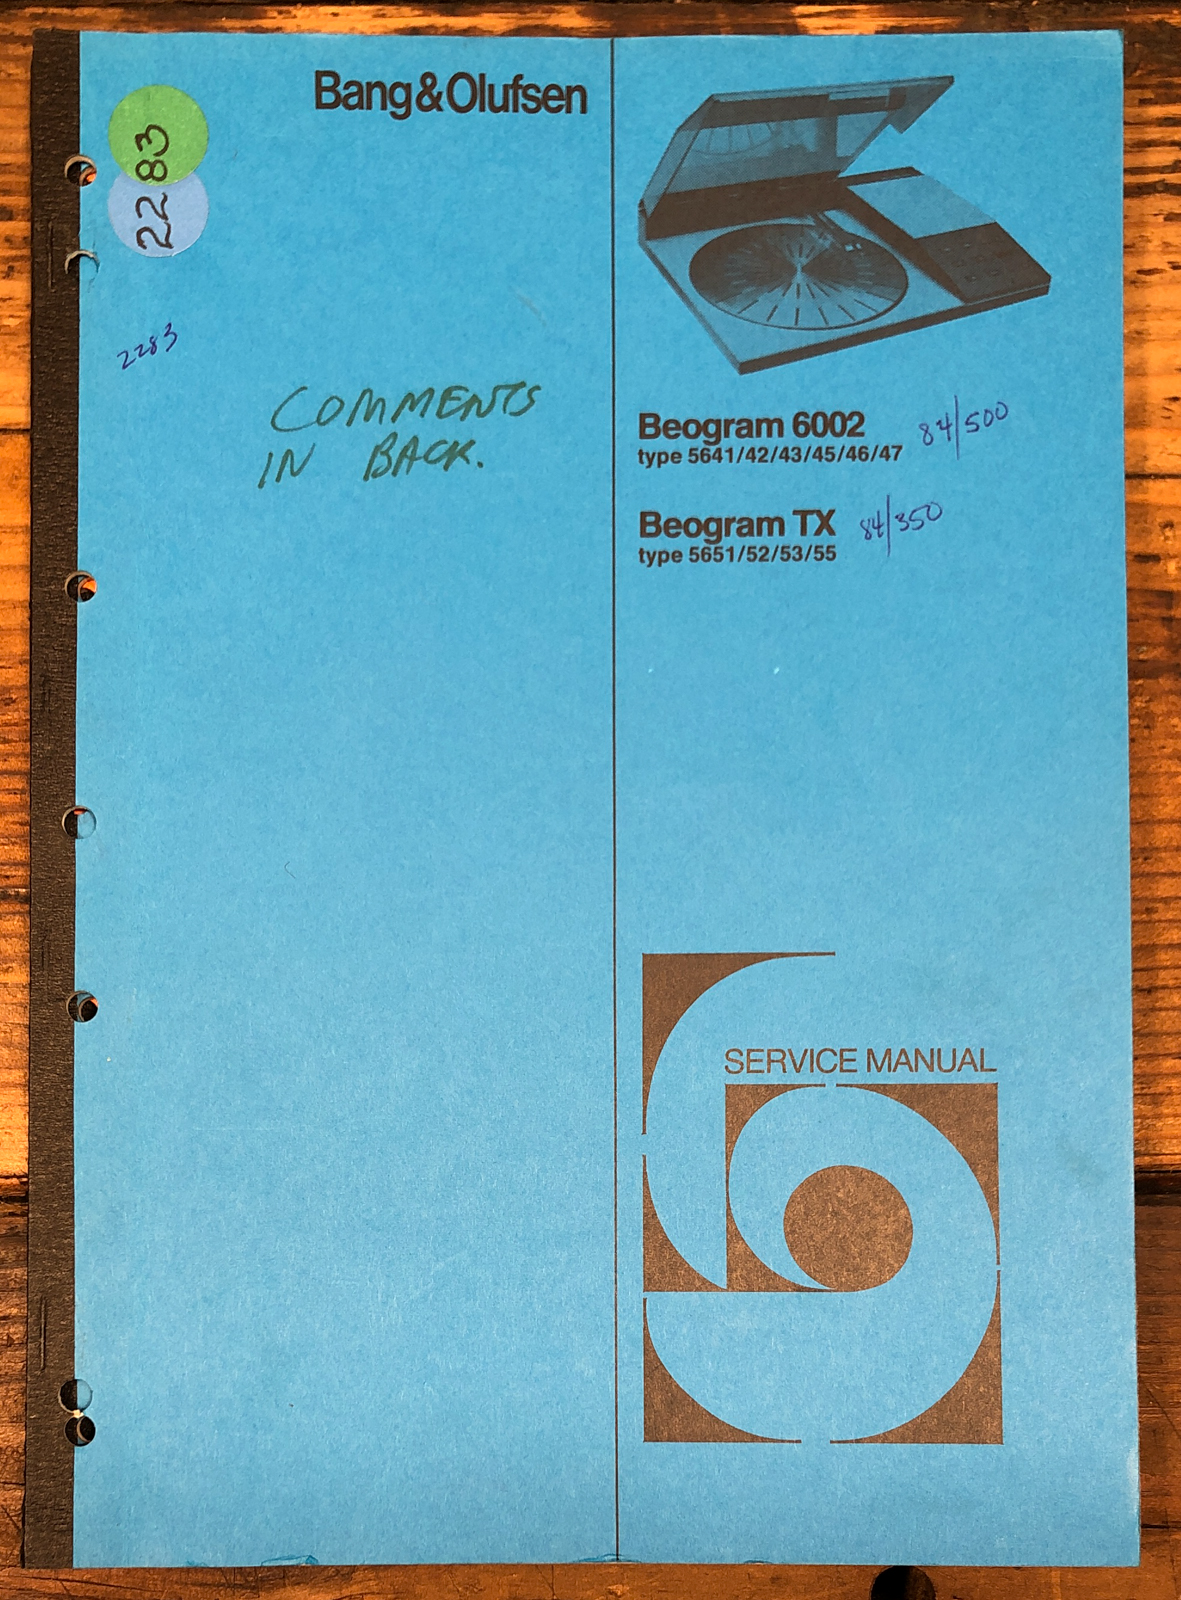 Bang&Olufsen
2283
2283
COMMENTS
IN BACK.
Beogram 6002 84/500
type 5641/42/43/45/46/47
Beogram TX 84/350
type 5651/52/53/55
SERVICE MANUAL